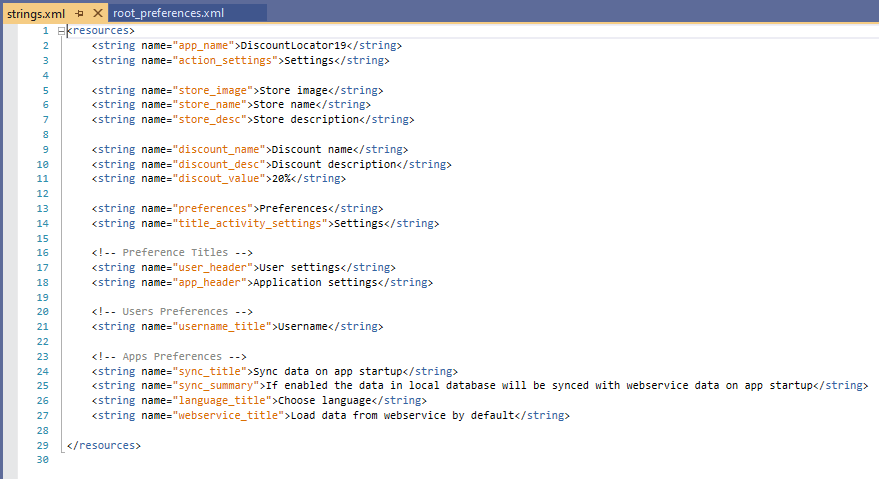 strings.xml root_preferences.xml
1 <resources>
2 <string name="app_name">DiscountLocator19</string>
3 <string name="action_settings">Settings</string>
4
5 <string name="store_image">Store image</string>
6 <string name="store_name">Store name</string>
7 <string name="store_desc">Store description</string>
8
9 <string name="discount_name">Discount name</string>
10 <string name="discount_desc">Discount description</string>
11 <string name="discout_value">20%</string>
12
13 <string name="preferences">Preferences</string>
14 <string name="title_activity_settings">Settings</string>
15
16 <!-- Preference Titles -->
17 <string name="user_header">User settings</string>
18 <string name="app_header">Application settings</string>
19
20 <!-- Users Preferences -->
21 <string name="username_title">Username</string>
22
23 <!-- Apps Preferences -->
24 <string name="sync_title">Sync data on app startup</string>
25 <string name="sync_summary">If enabled the data in local database will be synced with webservice data on app startup</string>
26 <string name="language_title">Choose language</string>
27 <string name="webservice_title">Load data from webservice by default</string>
28
29 </resources>
30